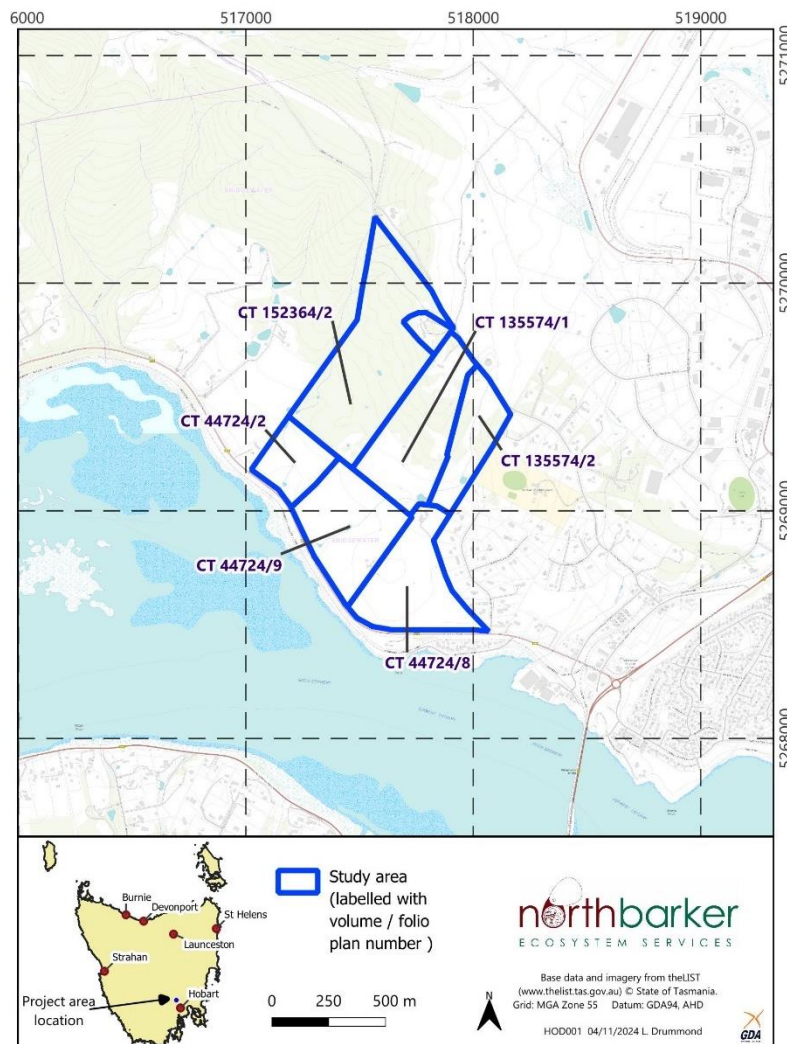 6000
517000
518000
519000
5271000
BRIDGEWATER
5270000
CT 152364/2
CT 135574/1
CT 44724/2
CT 135574/2
5269000
BRIDGEWATER
CT 44724/9
CT 44724/8
5268000
Burnie
Devonport
St Helens
Launceston
Strahan
Project area
location
Hobart
Study area
(labelled with
volume / folio
plan number )
0 250 500 m
N
northbarker
ECOSYSTEM SERVICES
Base data and imagery from theLIST
(www.thelist.tas.gov.au) © State of Tasmania.
Grid: MGA Zone 55 Datum: GDA94, AHD
HOD001 04/11/2024 L. Drummond
GDA